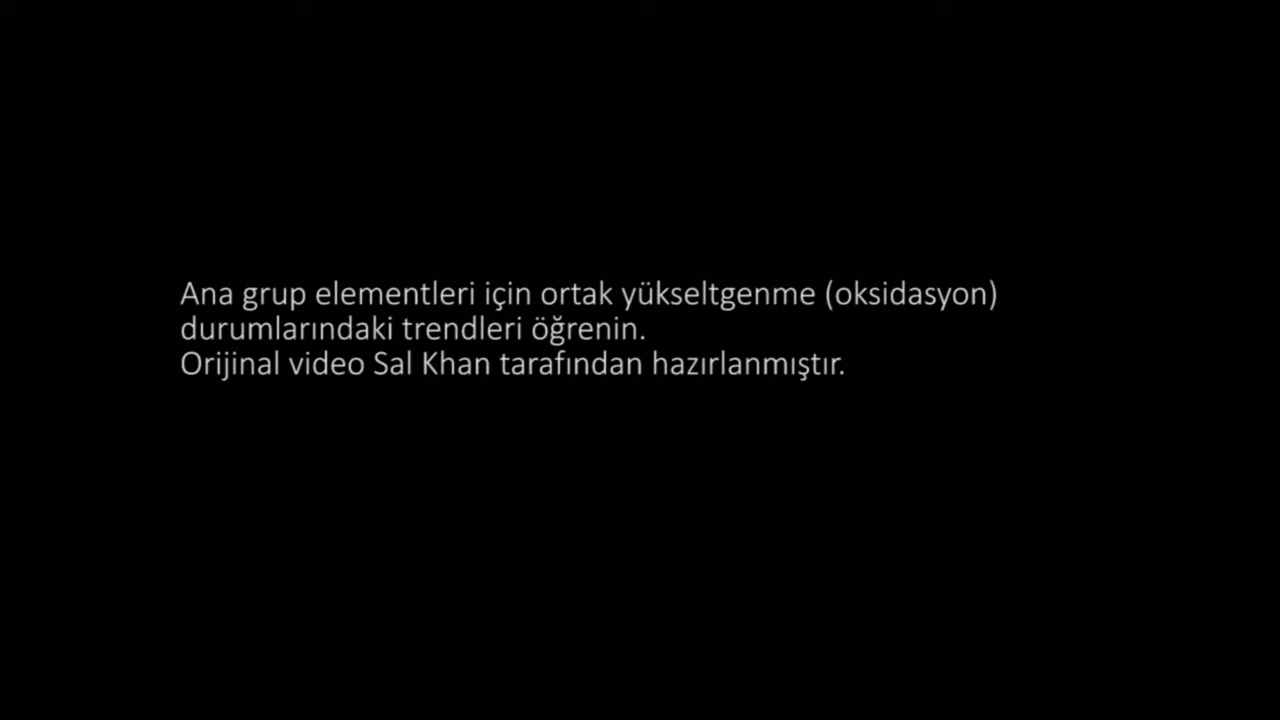 Ana grup elementleri için ortak yükseltgenme (oksidasyon)
durumlarındaki trendleri öğrenin.
Orijinal video Sal Khan tarafından hazırlanmıştır.